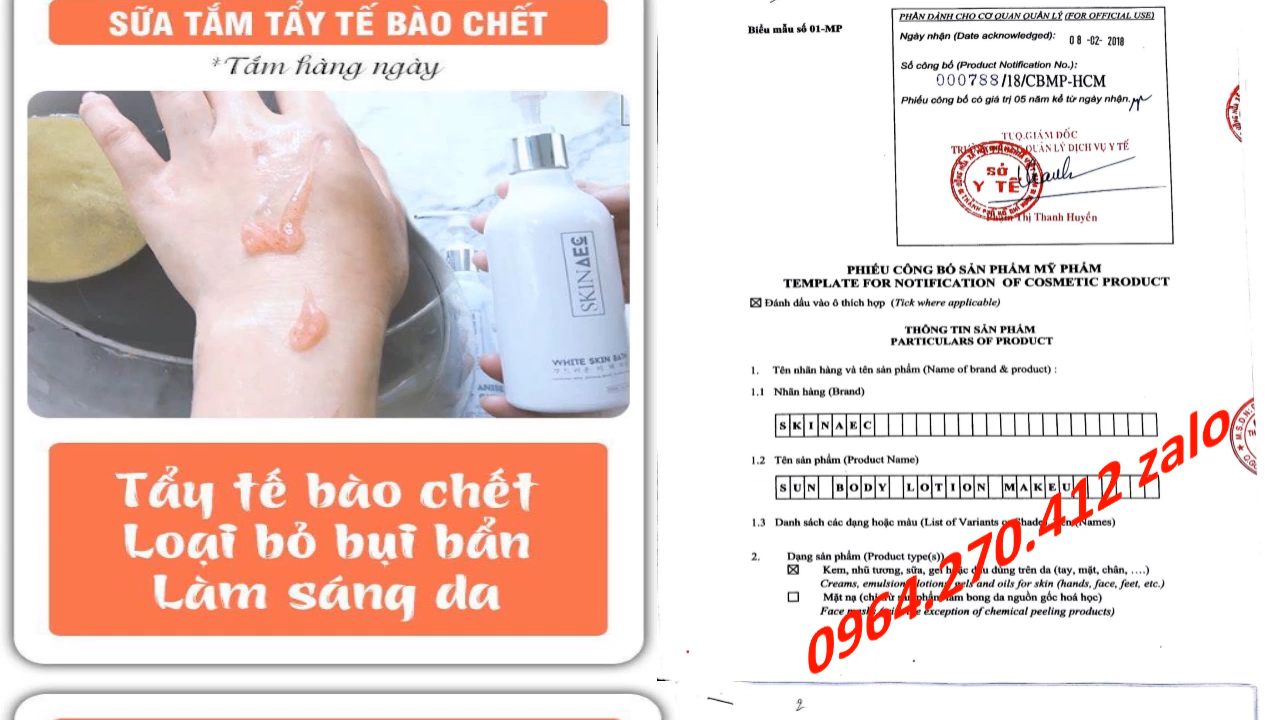 SỮA TẮM TẨY TẾ BÀO CHẾT
*Tắm hàng ngày
SKINAEC
WHITE SKIN BATH
Tẩy tế bào chết
Loại bỏ bụi bẩn
Làm sáng da
Biểu mẫu số 01-MP
PHẦN DÀNH CHO CƠ QUAN QUẢN LÝ (FOR OFFICIAL USE)
Ngày nhận (Date acknowledged): 08 -02- 2018
Số công bố (Product Notification No.):
000788/18/CBMP-HCM
Phiếu công bố có giá trị 05 năm kể từ ngày nhận.
TUQ.GIÁM ĐỐC
QUẢN LÝ DỊCH VỤ Y TẾ
SỞ
Y TẾ
Phạm Thị Thanh Huyền
PHIẾU CÔNG BỐ SẢN PHẨM MỸ PHẨM
TEMPLATE FOR NOTIFICATION OF COSMETIC PRODUCT
☒ Đánh dấu vào ô thích hợp (Tick where applicable)
THÔNG TIN SẢN PHẨM
PARTICULARS OF PRODUCT
1. Tên nhãn hàng và tên sản phẩm (Name of brand & product) :
1.1 Nhãn hàng (Brand)
SKINAEC
1.2 Tên sản phẩm (Product Name)
SUN BODY LOTION MAKEU
1.3 Danh sách các dạng hoặc màu (List of Variants or Shade Names)
2. Dạng sản phẩm (Product type(s))
☒ Kem, nhũ tương, sữa, gel hoặc dầu dùng trên da (tay, mặt, chân, ….)
Creams, emulsions, lotions, gels and oils for skin (hands, face, feet, etc.)
☐ Mặt nạ (chỉ trừ sản phẩm làm bong da nguồn gốc hoá học)
Face masks (with the exception of chemical peeling products)
0964.270.412 zalo
2